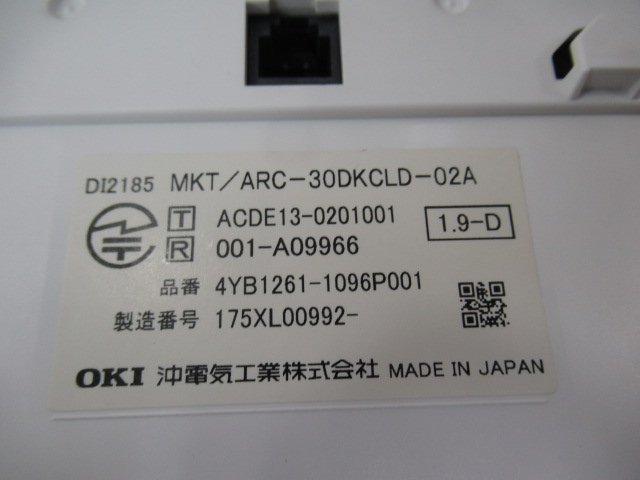 DI2185 MKT/ARC-30DKCLD-02A
T ACDE13-0201001
R 001-A09966
1.9-D
品番 4YB1261-1096P001
製造番号 175XL00992-
OKI 沖電気工業株式会社 MADE IN JAPAN